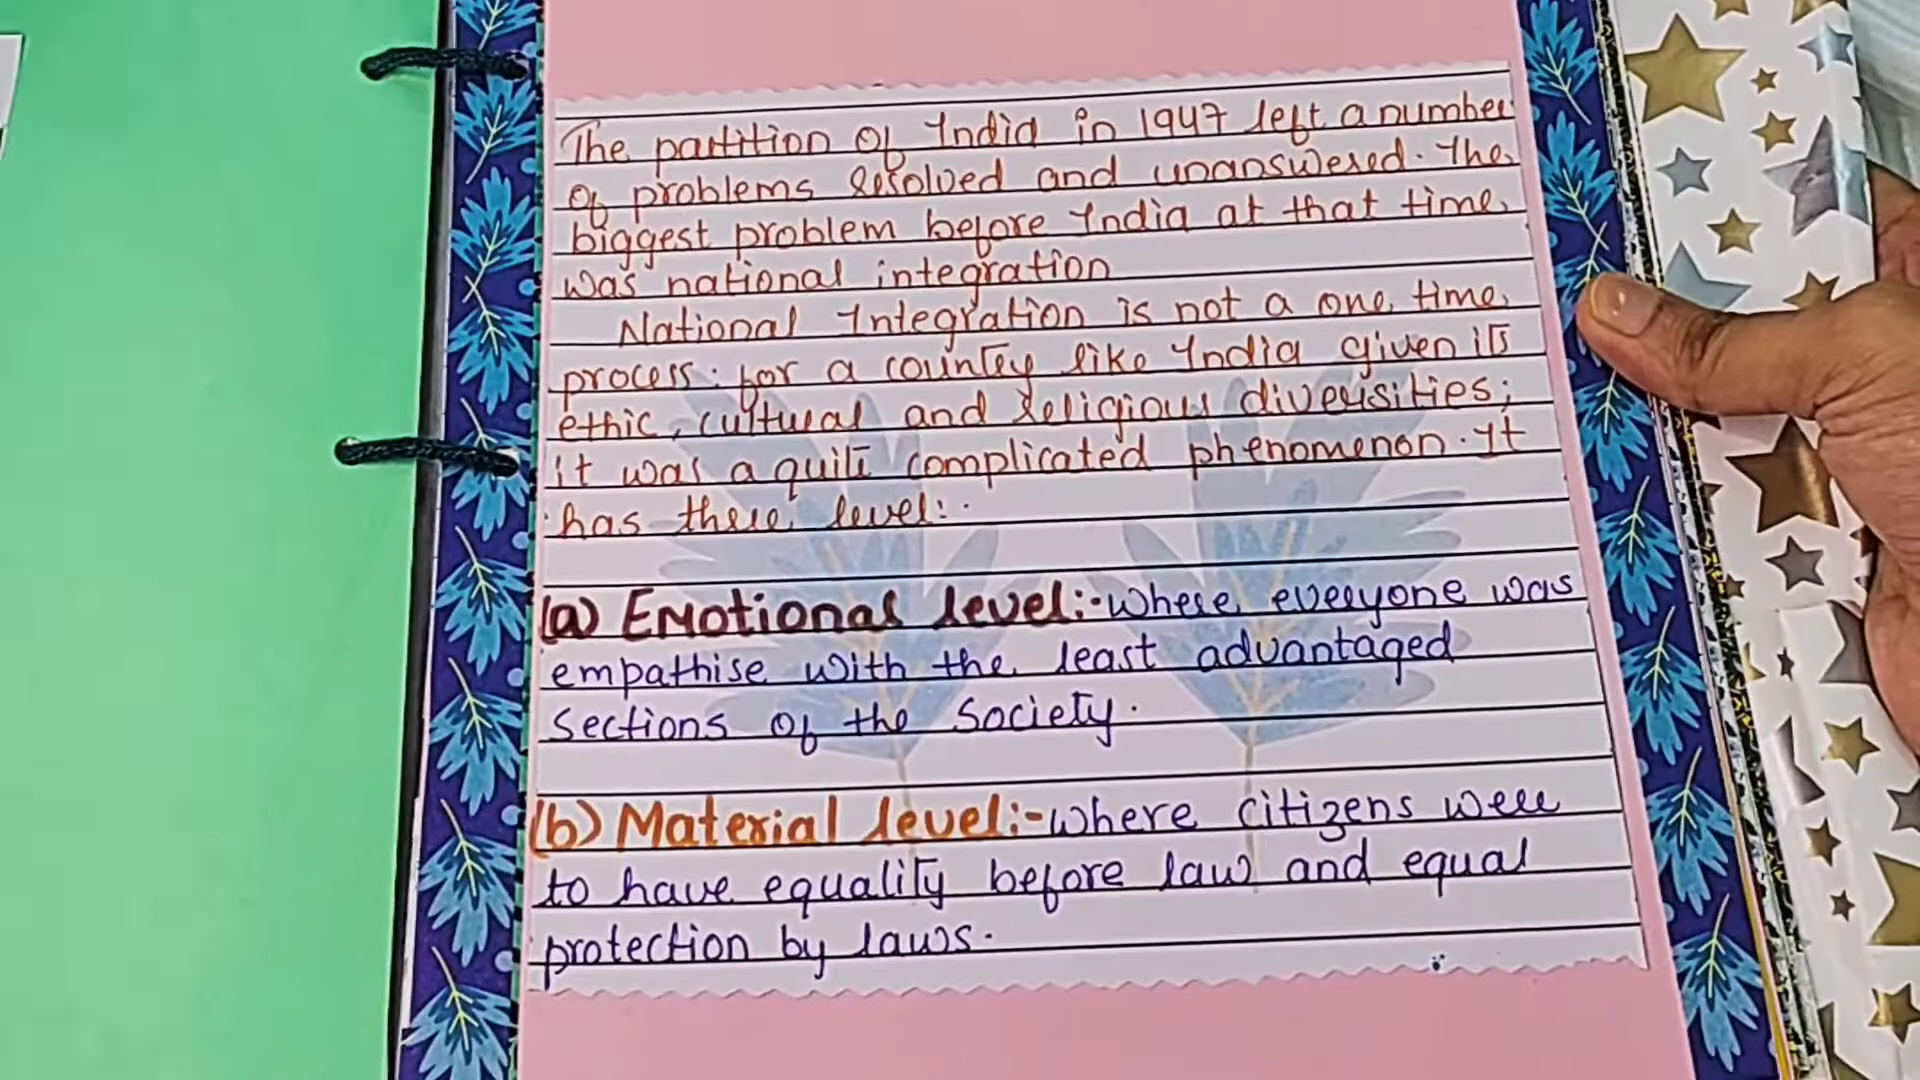 The partition of India in 1947 left a number
of problems resolved and unanswered. The
biggest problem before India at that time
was national integration
National Integration is not a one time
process: for a country like India given its
ethic, cultural and religious diversities;
it was a quite complicated phenomenon. It
has three level:.
(a) Emotional level:- where everyone was
empathise with the least advantaged
sections of the society.
(b) Material level:- where citizens were
to have equality before law and equal
protection by laws.